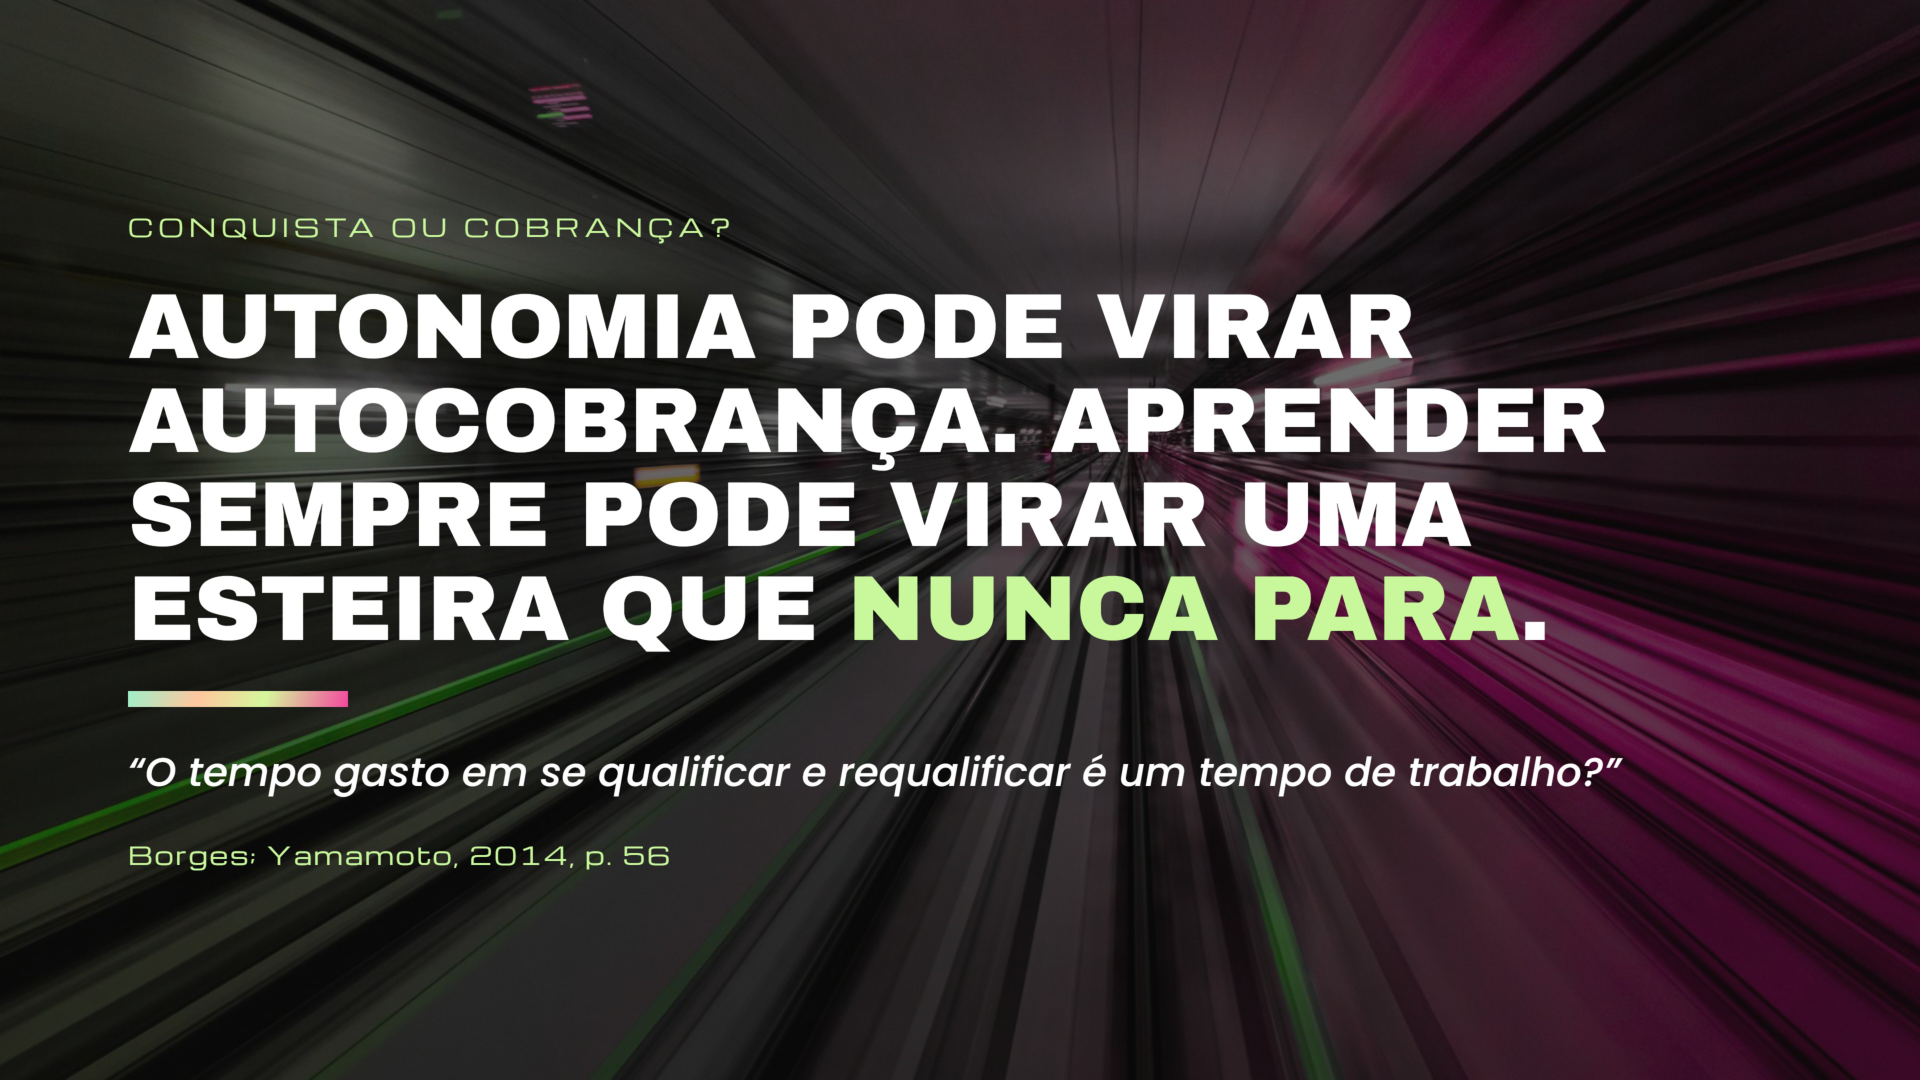 CONQUISTA OU COBRANÇA?
AUTONOMIA PODE VIRAR
AUTOCOBRANÇA. APRENDER
SEMPRE PODE VIRAR UMA
ESTEIRA QUE NUNCA PARA.
“O tempo gasto em se qualificar e requalificar é um tempo de trabalho?”
Borges; Yamamoto, 2014, p. 56